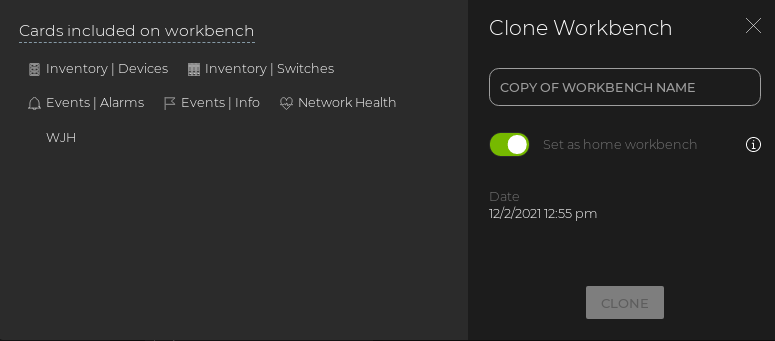 Cards included on workbench
Inventory | Devices
Inventory | Switches
Events | Alarms
Events | Info
Network Health
WJH
Clone Workbench
COPY OF WORKBENCH NAME
Set as home workbench
Date
12/2/2021 12:55 pm
CLONE